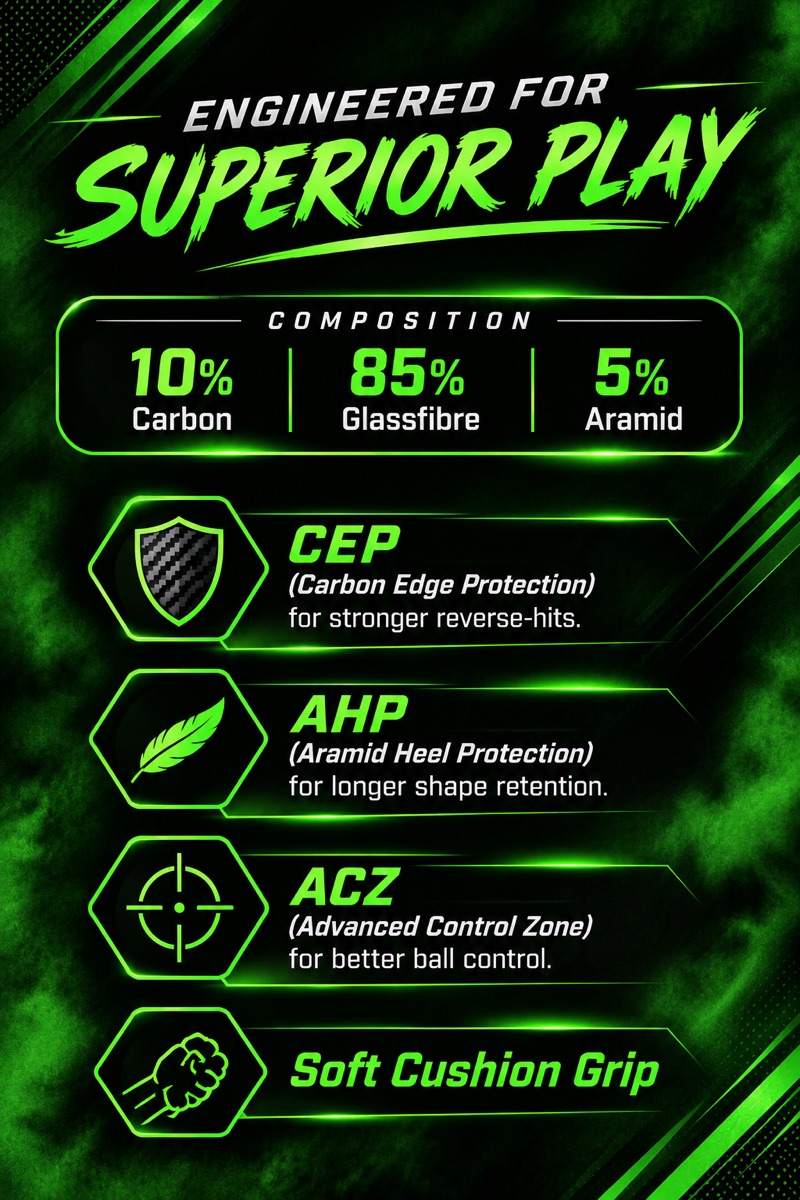 ENGINEERED FOR
SUPERIOR PLAY
COMPOSITION
10% 85% 5%
Carbon Glassfibre Aramid
CEP
(Carbon Edge Protection)
for stronger reverse-hits.
AHP
(Aramid Heel Protection)
for longer shape retention.
ACZ
(Advanced Control Zone)
for better ball control.
Soft Cushion Grip